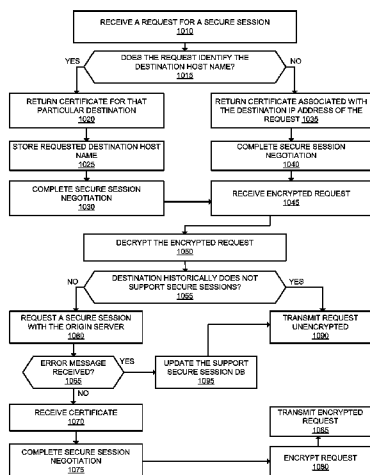 RECEIVE A REQUEST FOR A SECURE SESSION
1010
DOES THE REQUEST IDENTIFY THE
DESTINATION HOST NAME?
1015
YES
NO
RETURN CERTIFICATE FOR THAT
PARTICULAR DESTINATION
1020
RETURN CERTIFICATE ASSOCIATED WITH
THE DESTINATION IP ADDRESS OF THE
REQUEST 1035
STORE REQUESTED DESTINATION HOST
NAME
1025
COMPLETE SECURE SESSION
NEGOTIATION
1040
COMPLETE SECURE SESSION
NEGOTIATION
1030
RECEIVE ENCRYPTED REQUEST
1045
DECRYPT THE ENCRYPTED REQUEST
1050
DESTINATION HISTORICALLY DOES NOT
SUPPORT SECURE SESSIONS?
1055
NO
YES
REQUEST A SECURE SESSION
WITH THE ORIGIN SERVER
1060
TRANSMIT REQUEST
UNENCRYPTED
1090
ERROR MESSAGE
RECEIVED?
1065
YES
UPDATE THE SUPPORT
SECURE SESSION DB
1095
NO
RECEIVE CERTIFICATE
1070
TRANSMIT ENCRYPTED
REQUEST
1085
COMPLETE SECURE SESSION
NEGOTIATION
1075
ENCRYPT REQUEST
1080